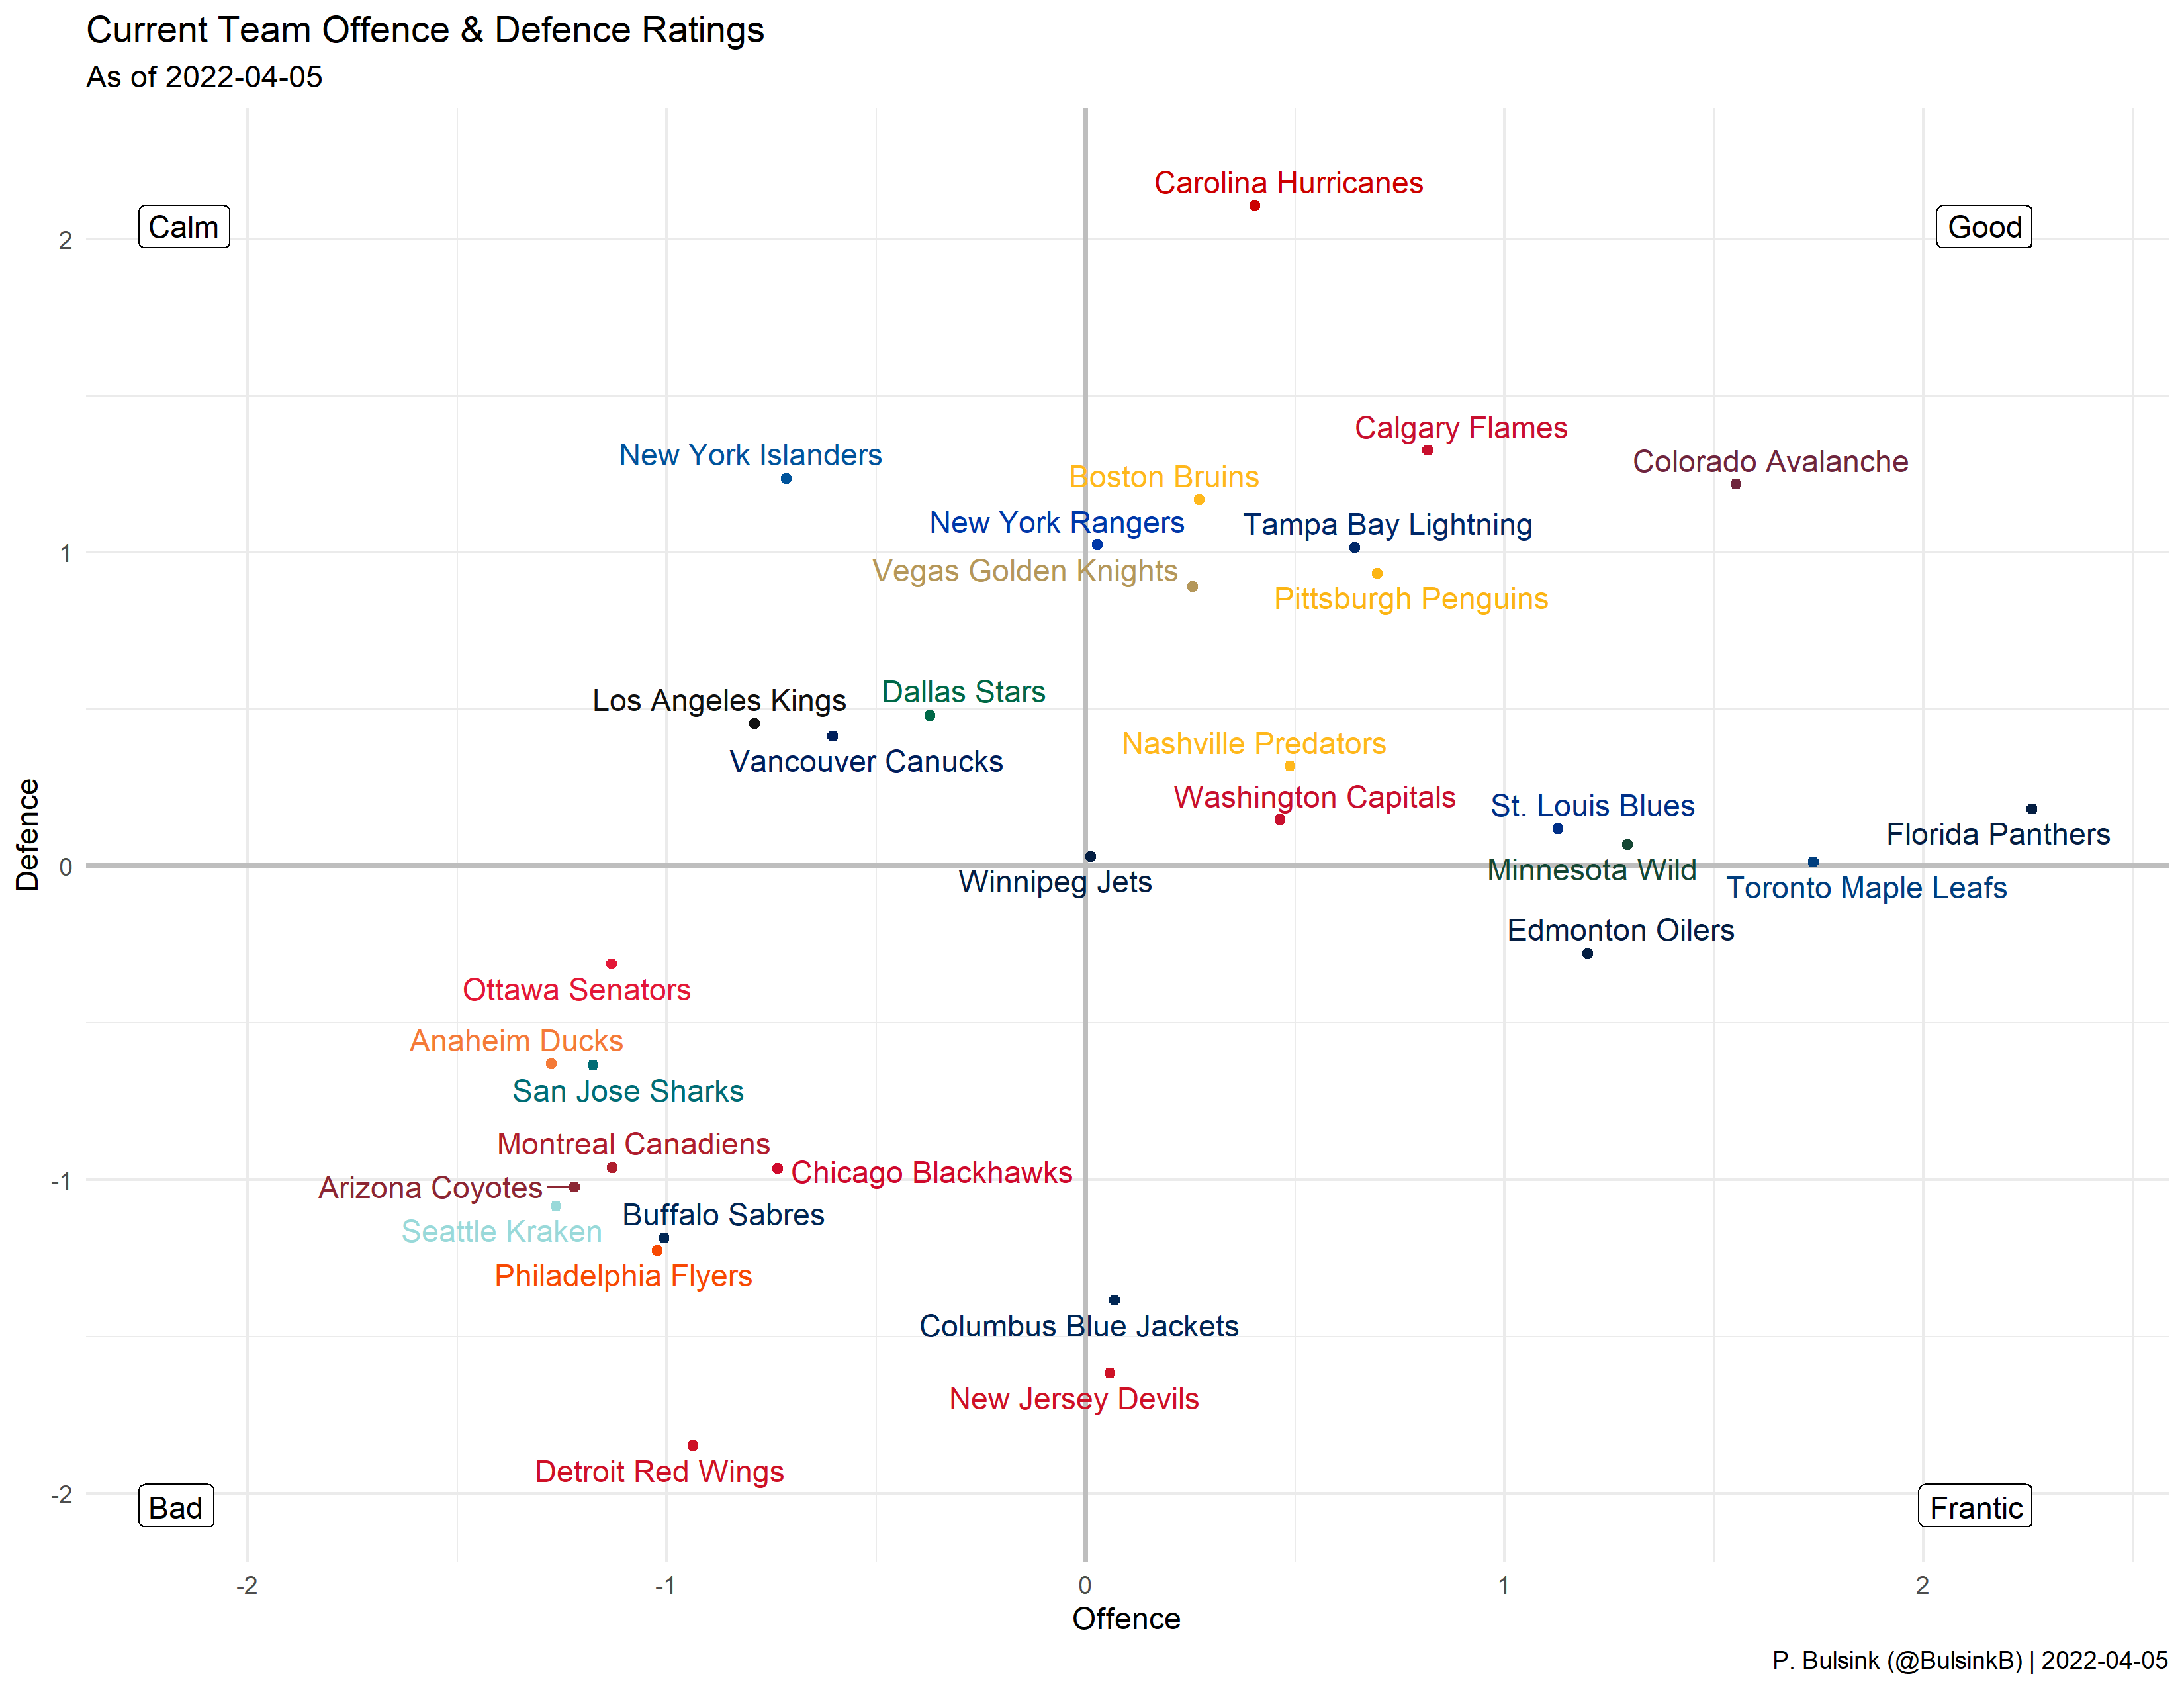 Current Team Offence & Defence Ratings
As of 2022-04-05
Carolina Hurricanes
Calm
Good
2
Calgary Flames
New York Islanders
Colorado Avalanche
Boston Bruins
New York Rangers
Tampa Bay Lightning
1
Vegas Golden Knights
Pittsburgh Penguins
Dallas Stars
Los Angeles Kings
Nashville Predators
Vancouver Canucks
Washington Capitals
St. Louis Blues
Florida Panthers
Defence
0
Minnesota Wild
Winnipeg Jets
Toronto Maple Leafs
Edmonton Oilers
Ottawa Senators
Anaheim Ducks
San Jose Sharks
Montreal Canadiens
Chicago Blackhawks
-1
Arizona Coyotes
Buffalo Sabres
Seattle Kraken
Philadelphia Flyers
Columbus Blue Jackets
New Jersey Devils
Detroit Red Wings
-2
Bad
Frantic
-2
-1
0
1
2
Offence
P. Bulsink (@BulsinkB) | 2022-04-05